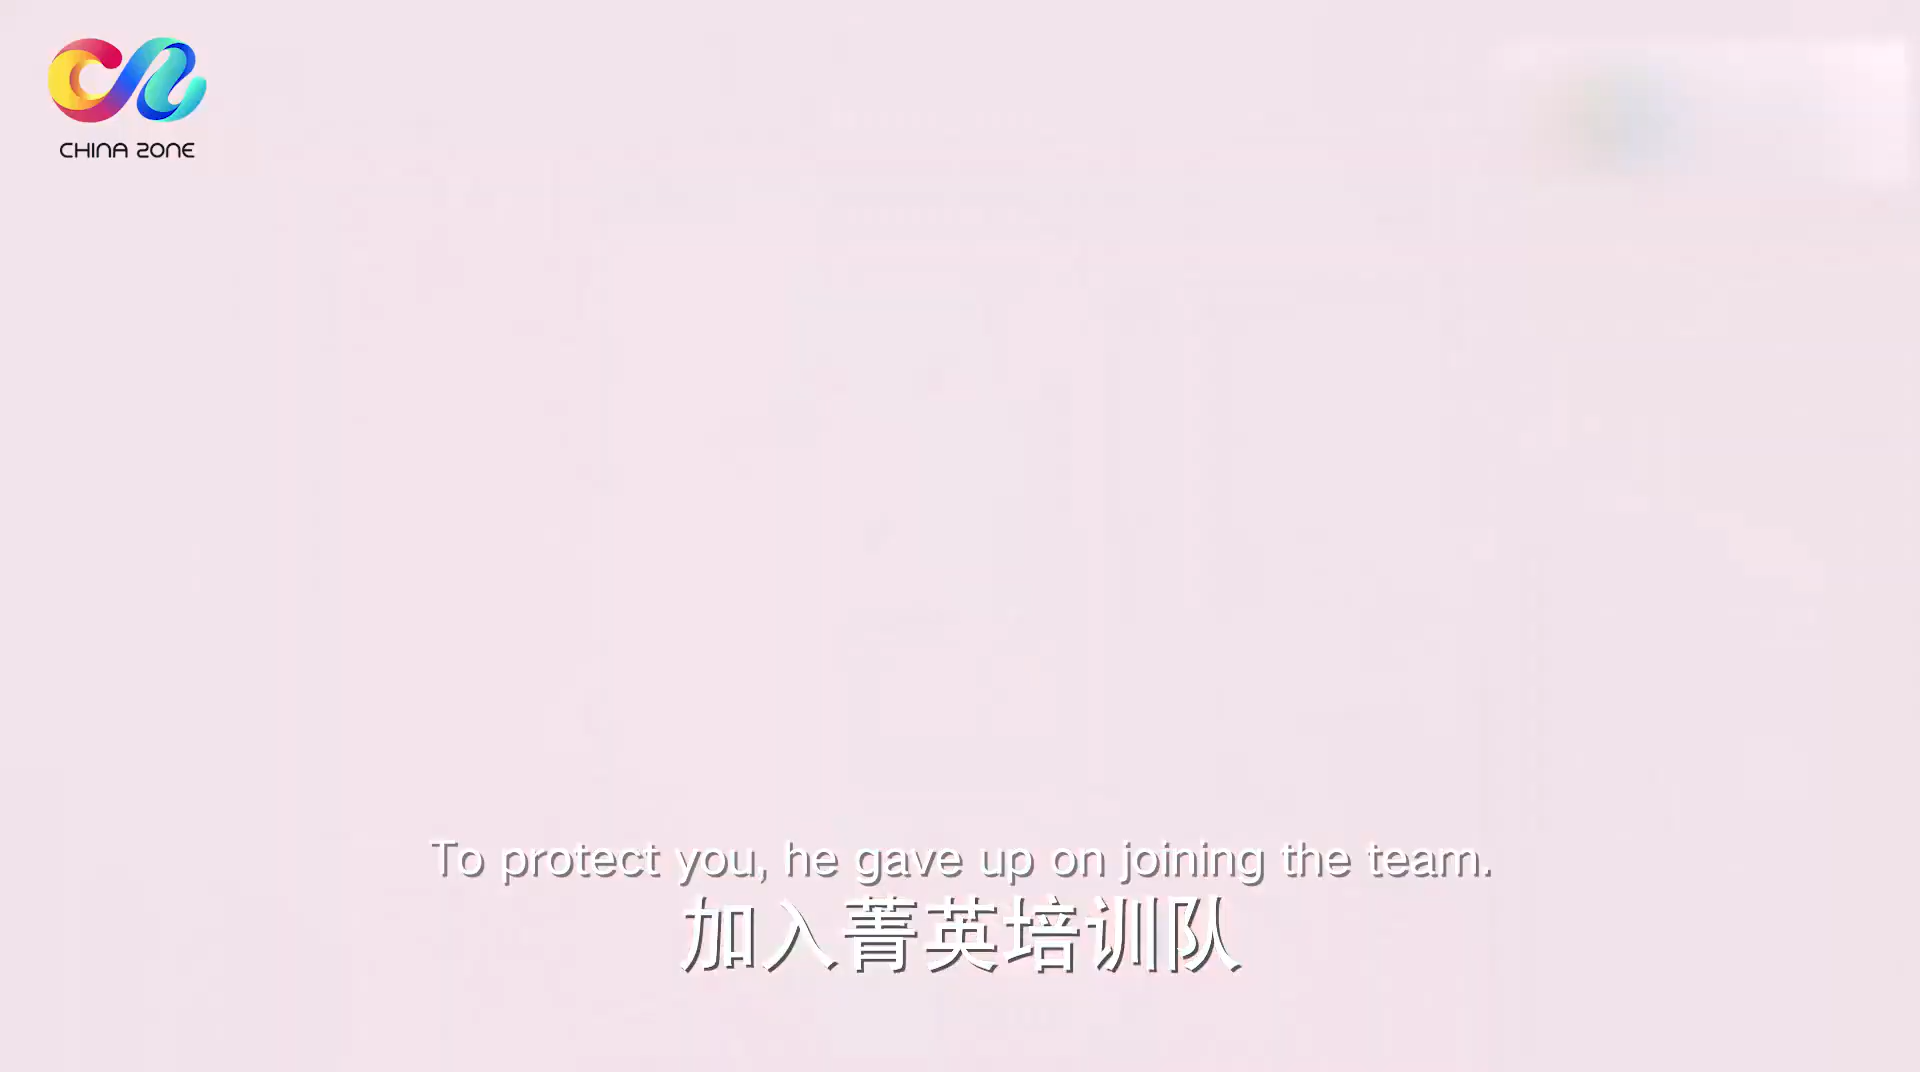 CHINA ZONE
To protect you, he gave up on joining the team.
加入菁英培训队